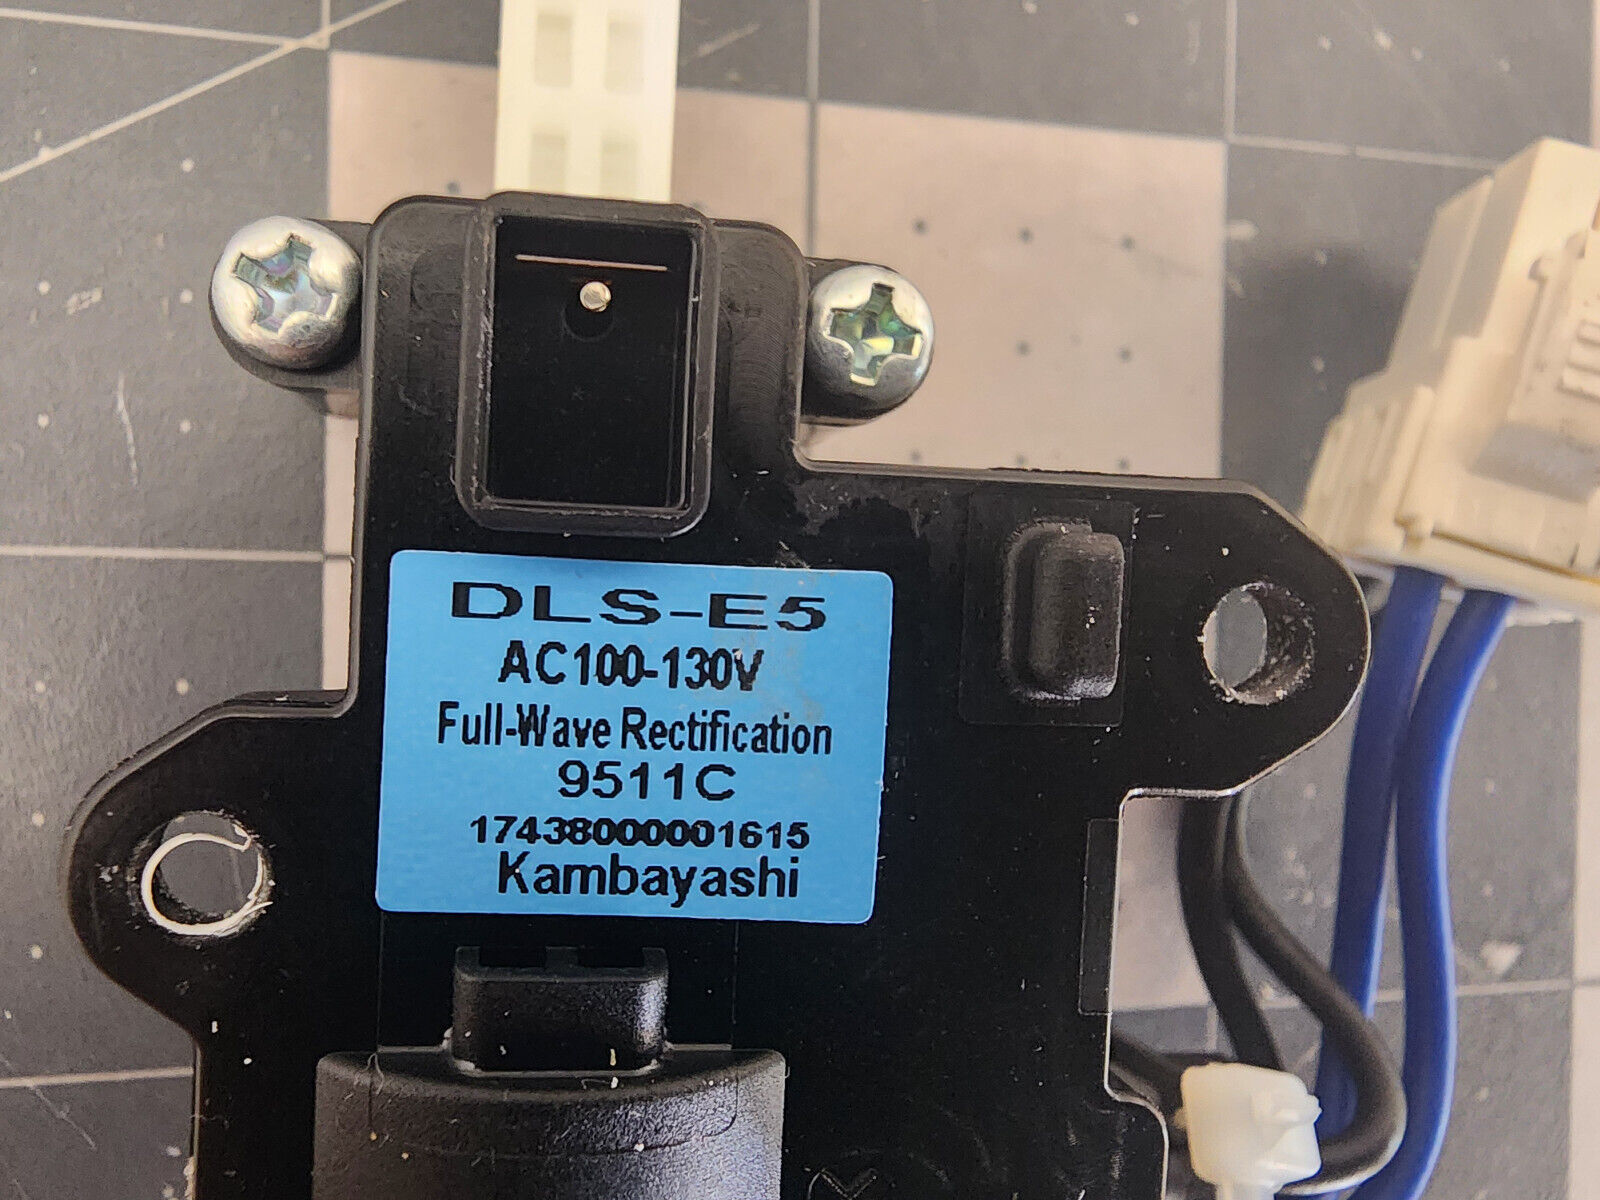 DLS-E5
AC100-130V
Full-Wave Rectification
9511C
17438000001615
Kambayashi